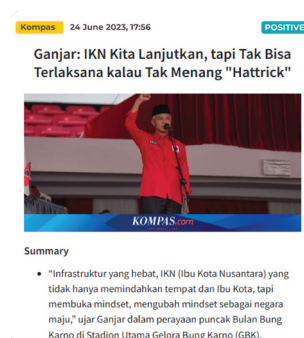 Kompas 24 June 2023, 17:56 POSITIVE
Ganjar: IKN Kita Lanjutkan, tapi Tak Bisa
Terlaksana kalau Tak Menang "Hattrick"
KOMPAS.com
Summary
• "Infrastruktur yang hebat, IKN (Ibu Kota Nusantara) yang
tidak hanya memindahkan tempat dan Ibu Kota, tapi
membuka mindset, mengubah mindset sebagai negara
maju," ujar Ganjar dalam perayaan puncak Bulan Bung
Karno di Stadion Utama Gelora Bung Karno (GBK),